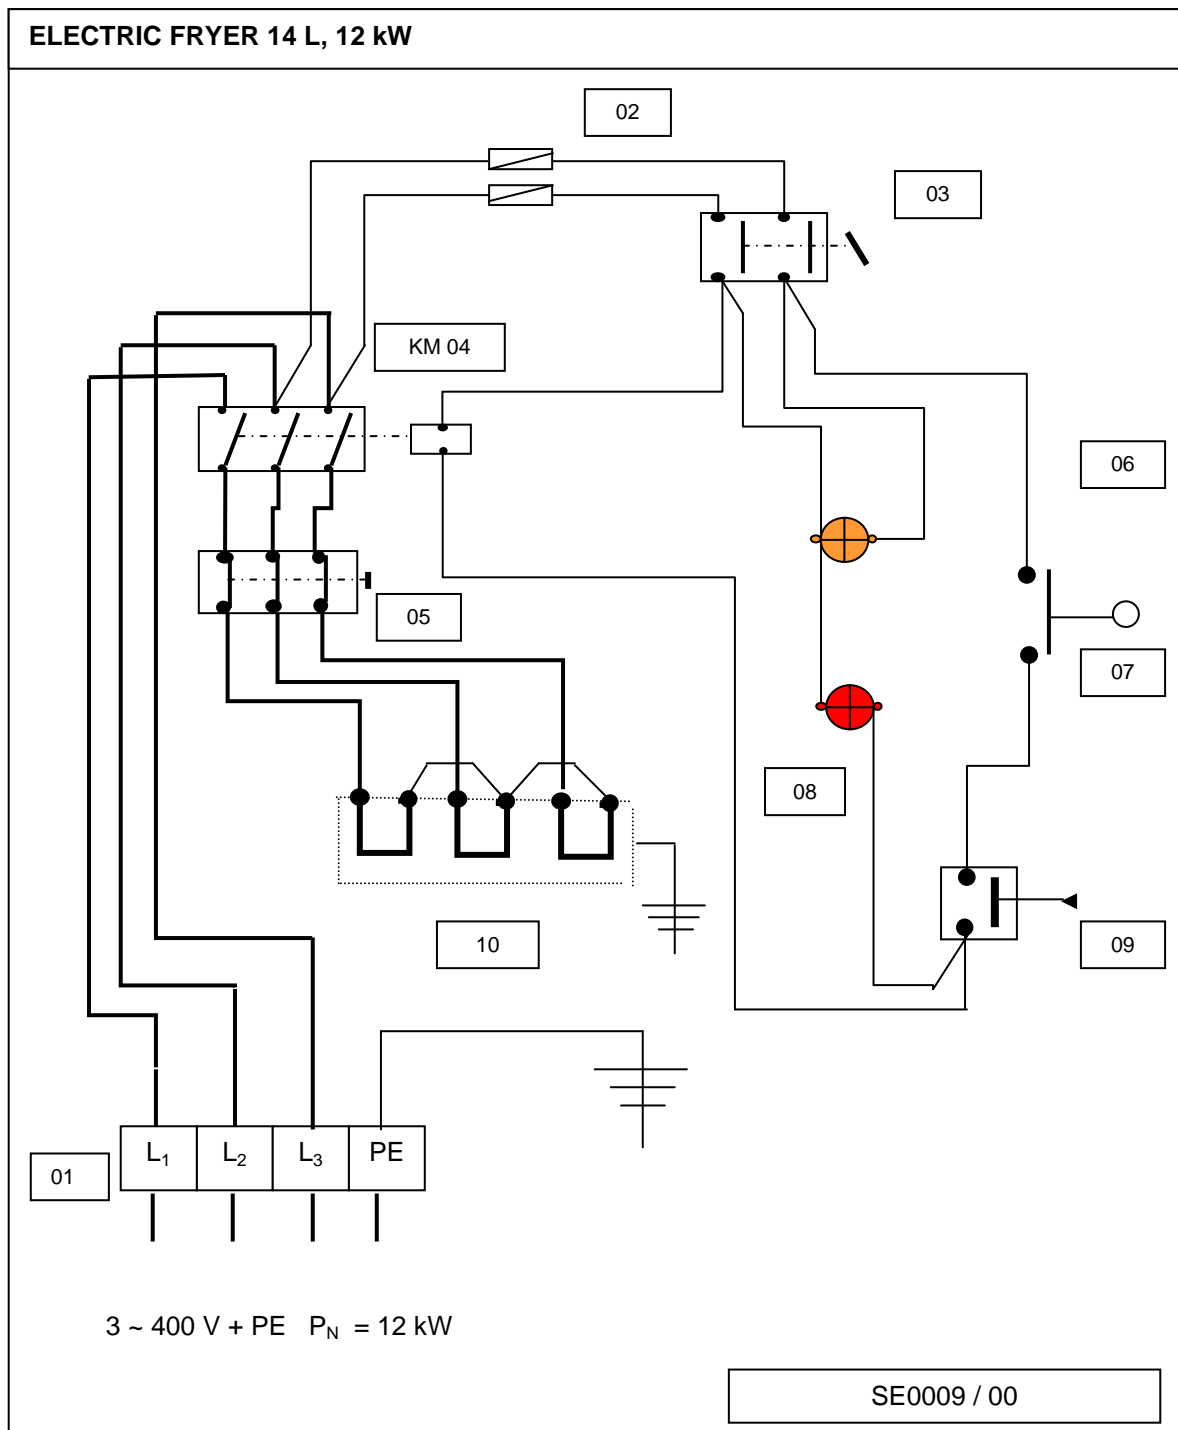 ELECTRIC FRYER 14 L, 12 kW
02
03
KM 04
06
05
07
08
10
09
01
L₁ L₂ L₃ PE
3 ~ 400 V + PE P_N = 12 kW
SE0009 / 00